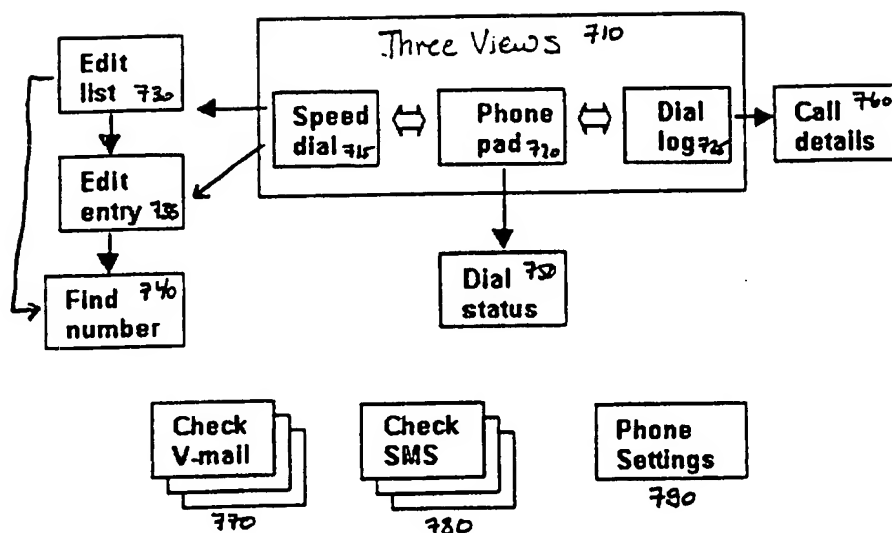 Three Views 710
Edit
list 730
Speed
dial 715
Phone
pad 720
Dial
log 725
Call 760
details
Edit
entry 735
Find 740
number
Dial 750
status
Check
V-mail
770
Check
SMS
780
Phone
Settings
790